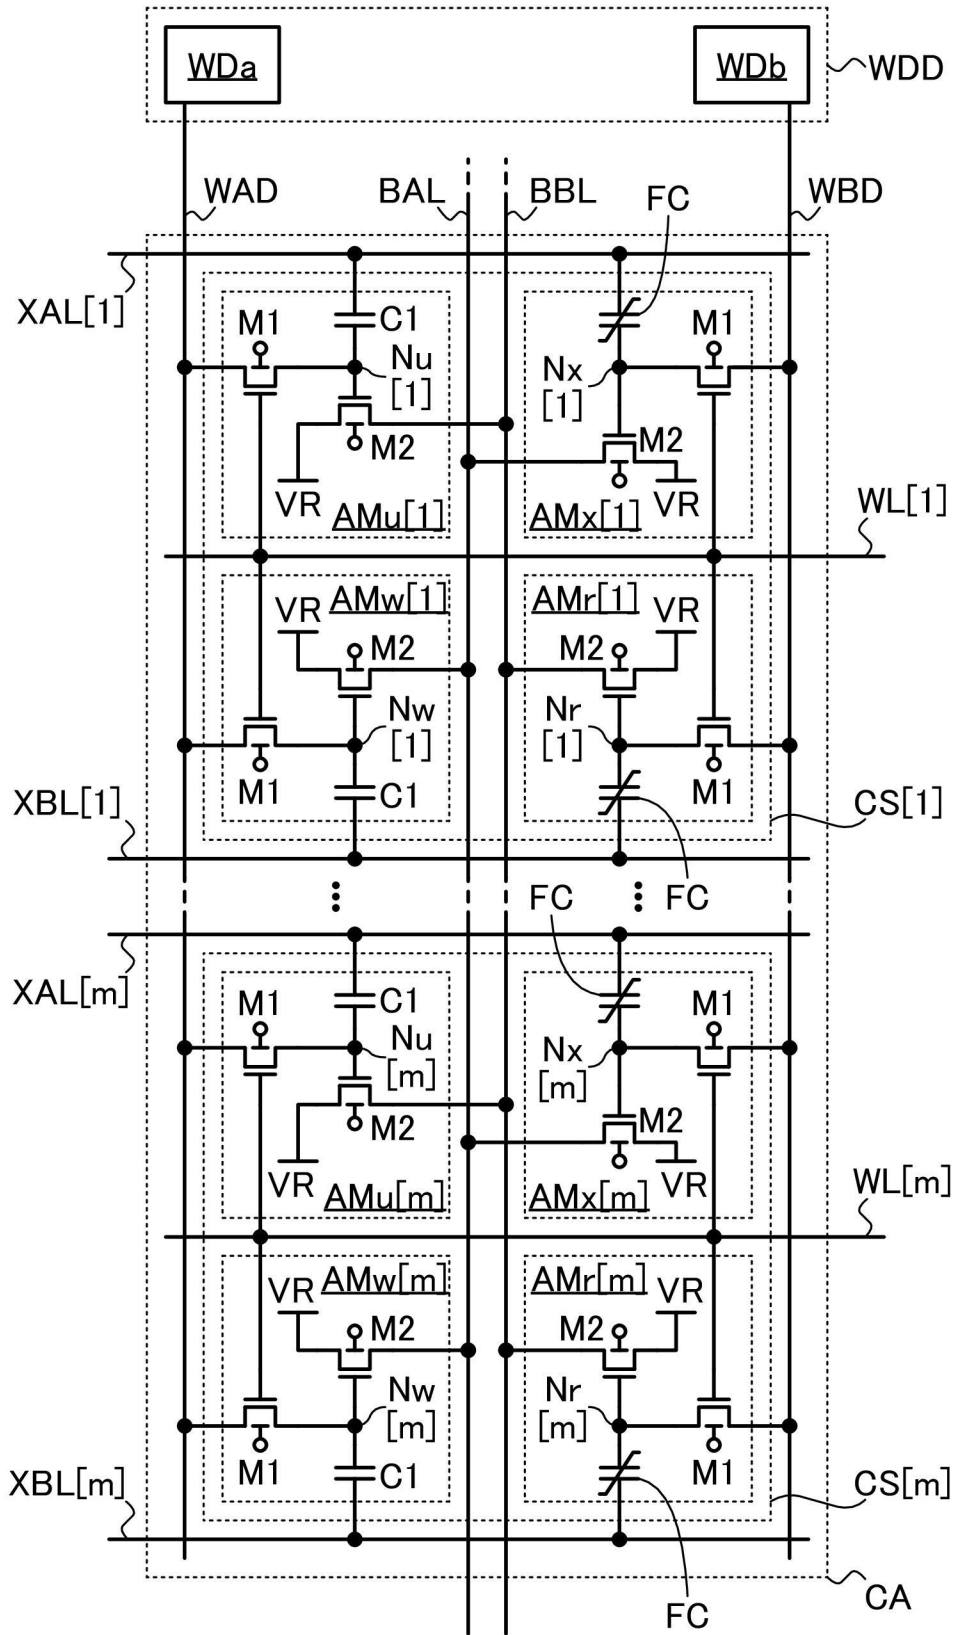 WDa
WDb
WDD
WAD
BAL
BBL
FC
WBD
XAL[1]
M1
C1
Nu
[1]
Nx
[1]
M1
M2
M2
VR
VR
AMu[1]
AMx[1]
WL[1]
AMw[1]
AMr[1]
VR
VR
M2
M2
Nw
[1]
Nr
[1]
XBL[1]
M1
C1
M1
CS[1]
FC
FC
XAL[m]
M1
C1
M1
Nu
[m]
Nx
[m]
M2
M2
VR
VR
AMu[m]
AMx[m]
WL[m]
AMw[m]
AMr[m]
VR
VR
M2
M2
Nw
[m]
Nr
[m]
XBL[m]
M1
C1
M1
CS[m]
FC
CA